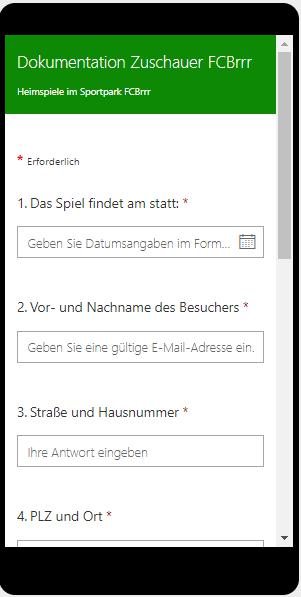 Dokumentation Zuschauer FCBrrr
Heimspiele im Sportpark FCBrrr
* Erforderlich
1. Das Spiel findet am statt: *
Geben Sie Datumsangaben im Form...
2. Vor- und Nachname des Besuchers *
Geben Sie eine gültige E-Mail-Adresse ein.
3. Straße und Hausnummer *
Ihre Antwort eingeben
4. PLZ und Ort *